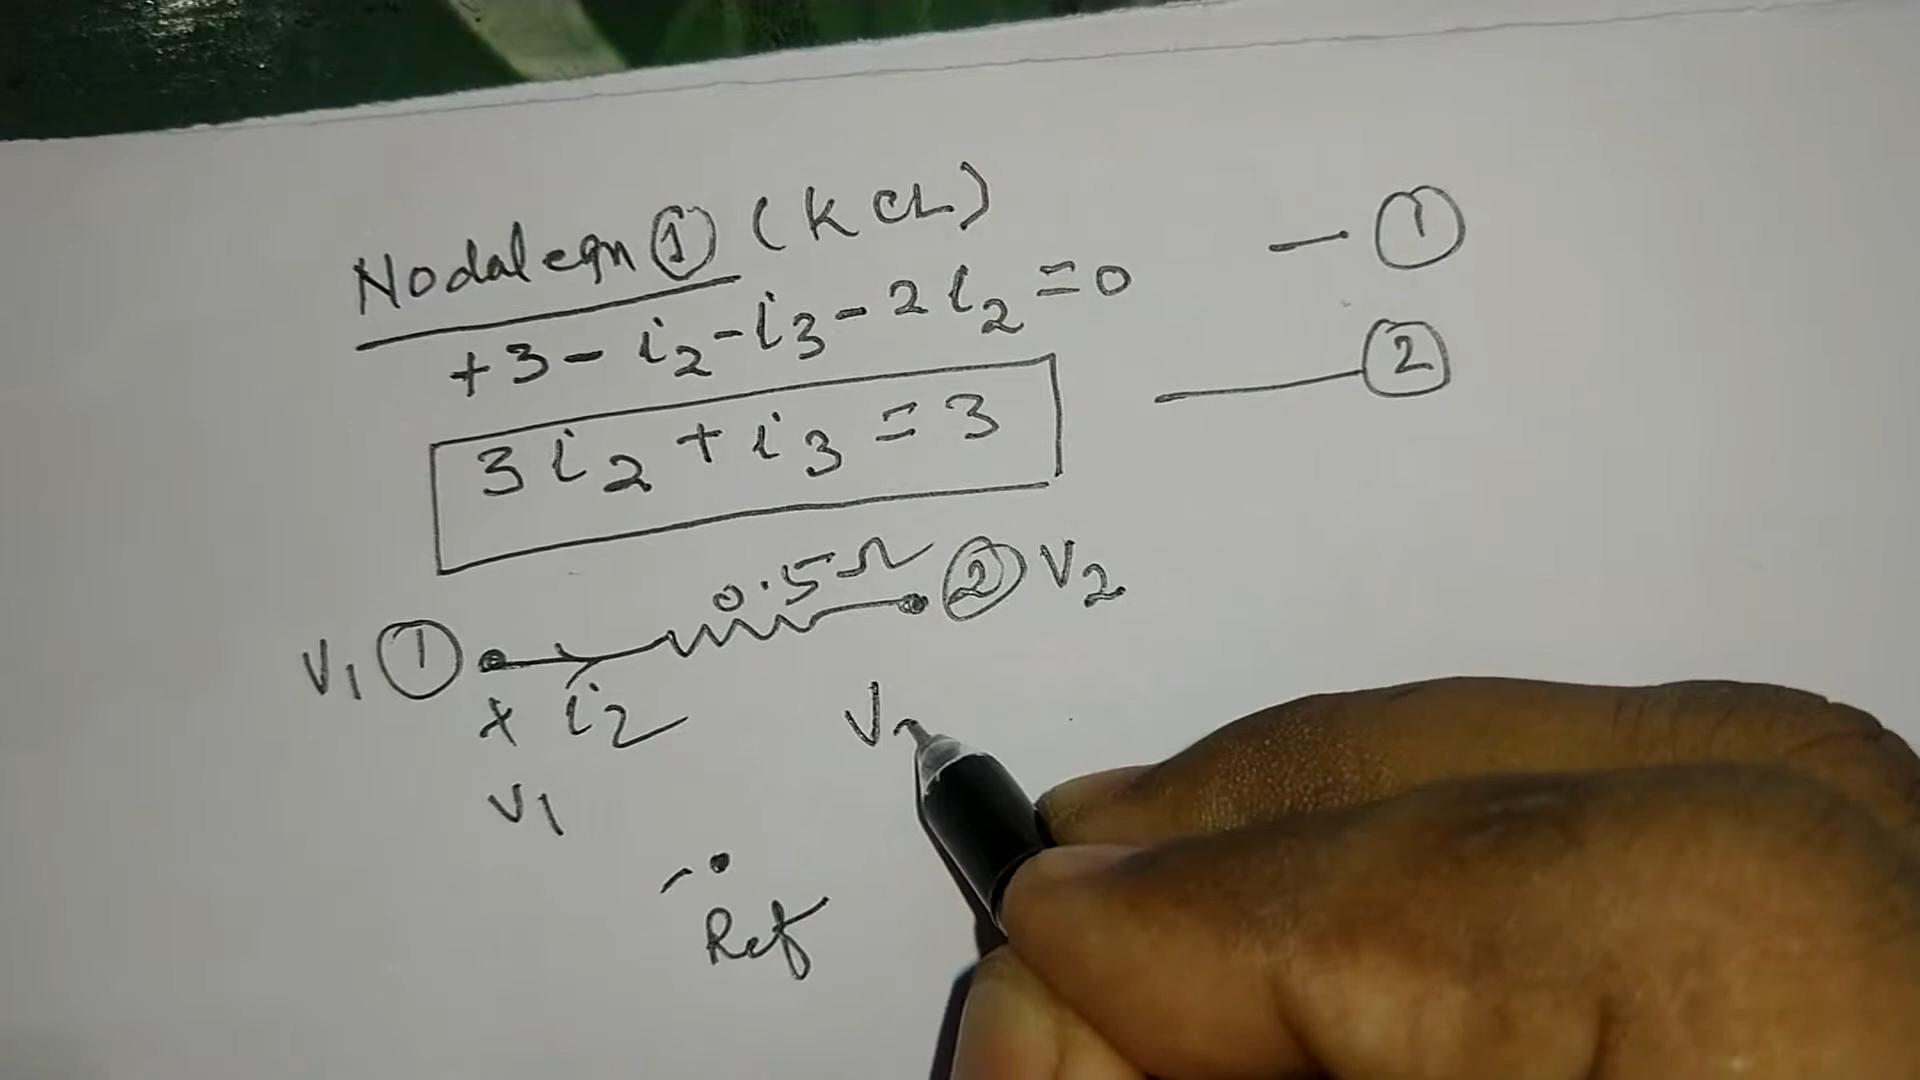 Nodal eqn ① (KCL)
+3 - i₂ - i₃ - 2i₂ = 0 — ①
3i₂ + i₃ = 3 — ②
0.5Ω
V₁ ① ② V₂
+ i₂
V₁ V
- Ref